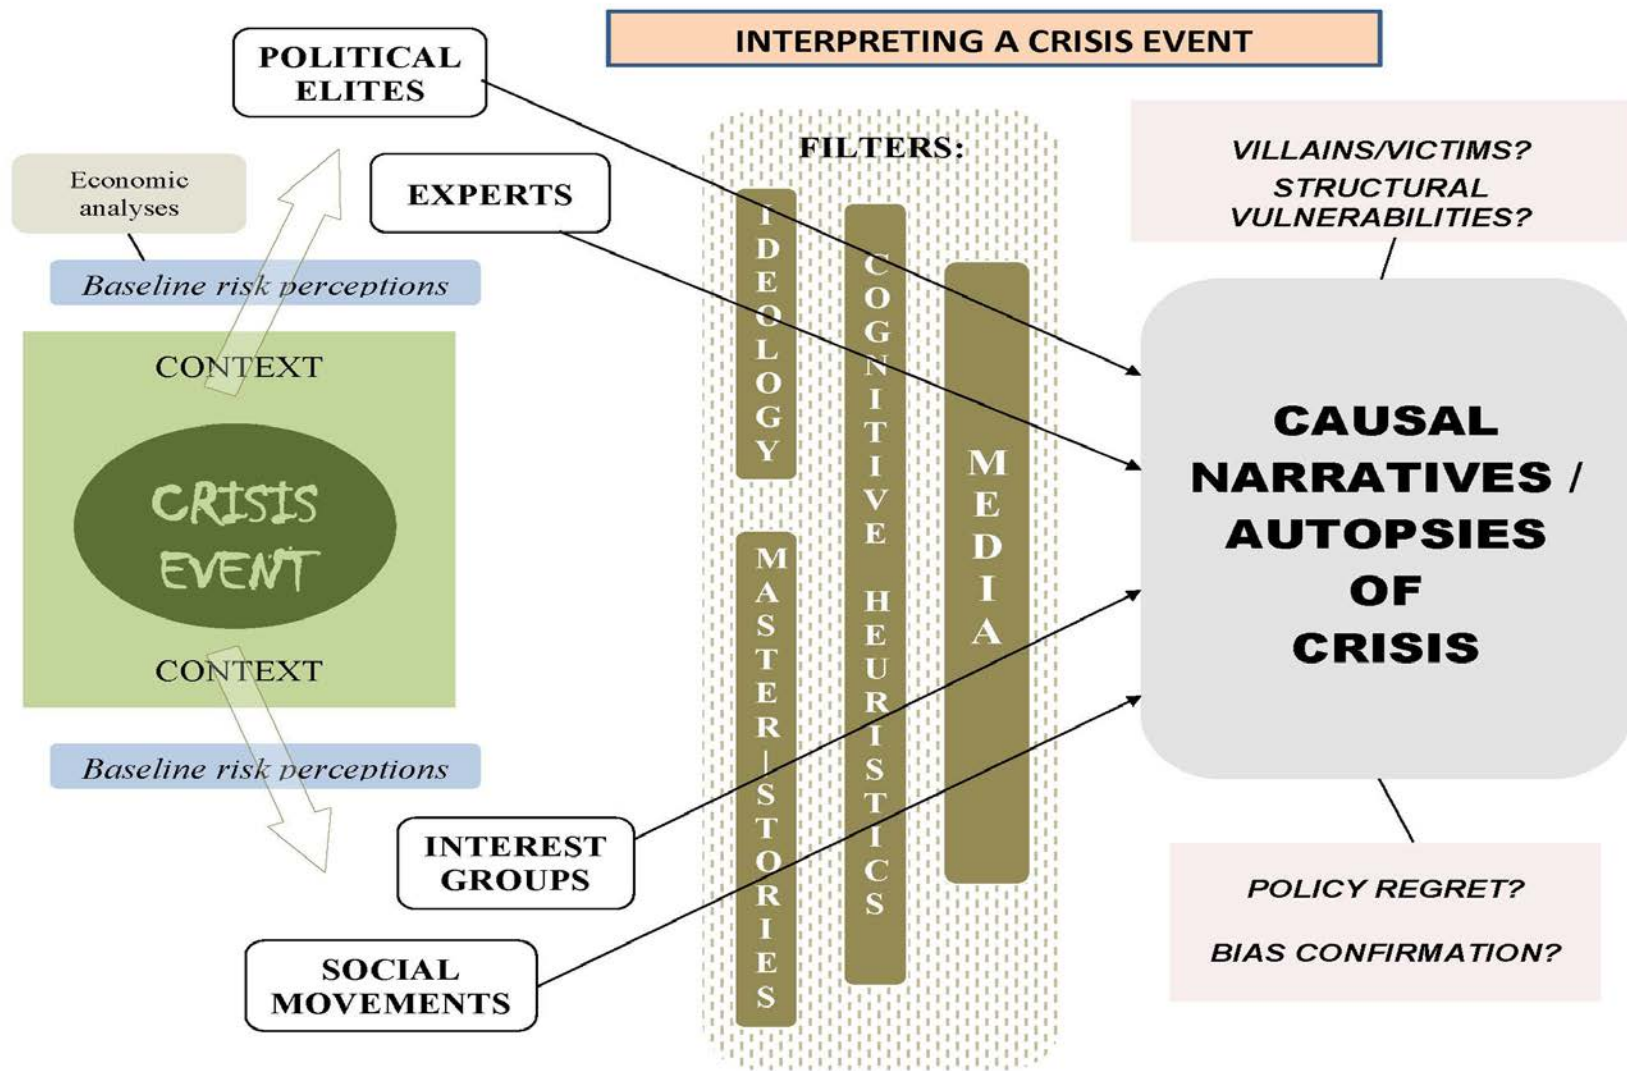 INTERPRETING A CRISIS EVENT
POLITICAL
ELITES
EXPERTS
Economic
analyses
Baseline risk perceptions
CONTEXT
CRISIS
EVENT
CONTEXT
Baseline risk perceptions
INTEREST
GROUPS
SOCIAL
MOVEMENTS
FILTERS:
IDEOLOGY
MASTER-STORIES
COGNITIVE HEURISTICS
MEDIA
VILLAINS/VICTIMS?
STRUCTURAL
VULNERABILITIES?
CAUSAL
NARRATIVES /
AUTOPSIES
OF
CRISIS
POLICY REGRET?
BIAS CONFIRMATION?